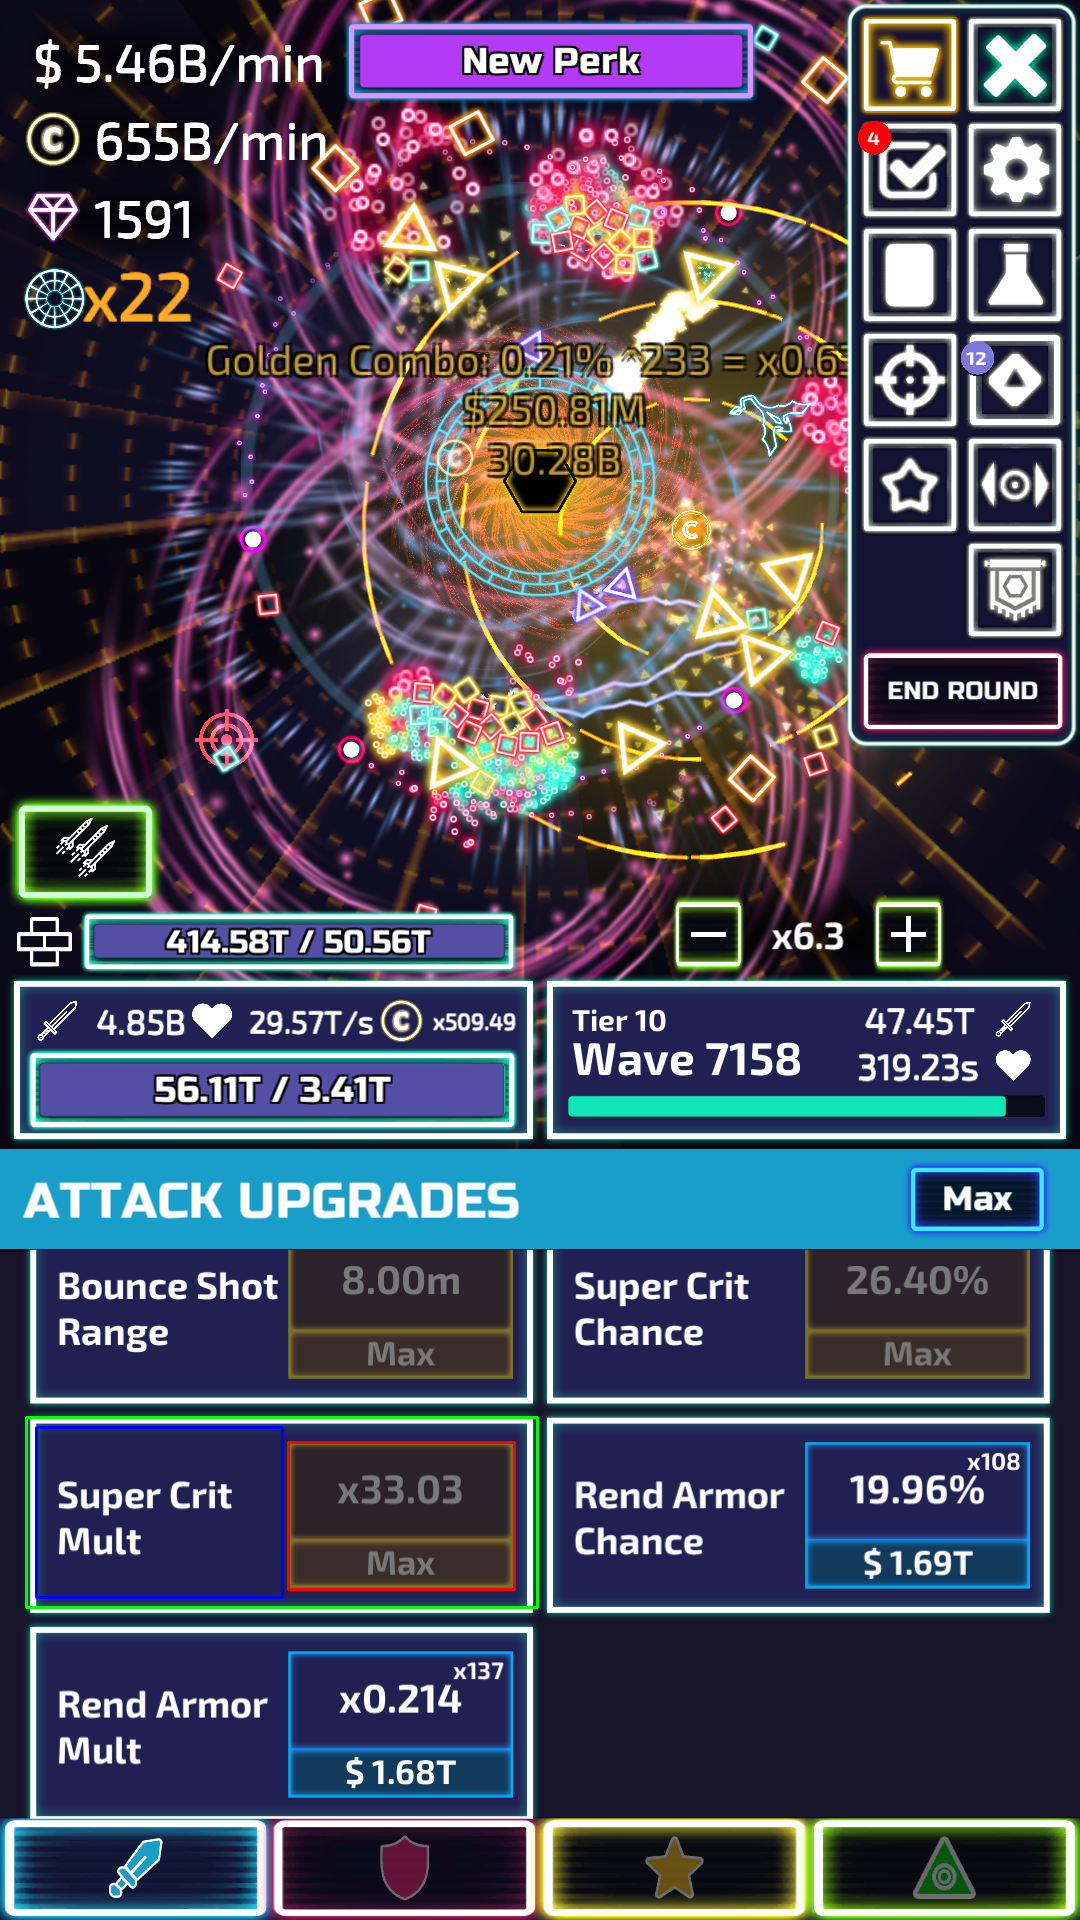 $ 5.46B/min
New Perk
C 655B/min
4
1591
x22
12
Golden Combo: 0.21% ^233 = x0.6
$250.81M
C 30.28B
C
END ROUND
414.58T / 50.56T
x6.3
4.85B 29.57T/s C x509.49
56.11T / 3.41T
Tier 10 47.45T
Wave 7158 319.23s
ATTACK UPGRADES Max
Bounce Shot Range
8.00m
Max
Super Crit Chance
26.40%
Max
Super Crit Mult
x33.03
Max
Rend Armor Chance
x108
19.96%
$ 1.69T
Rend Armor Mult
x137
x0.214
$ 1.68T